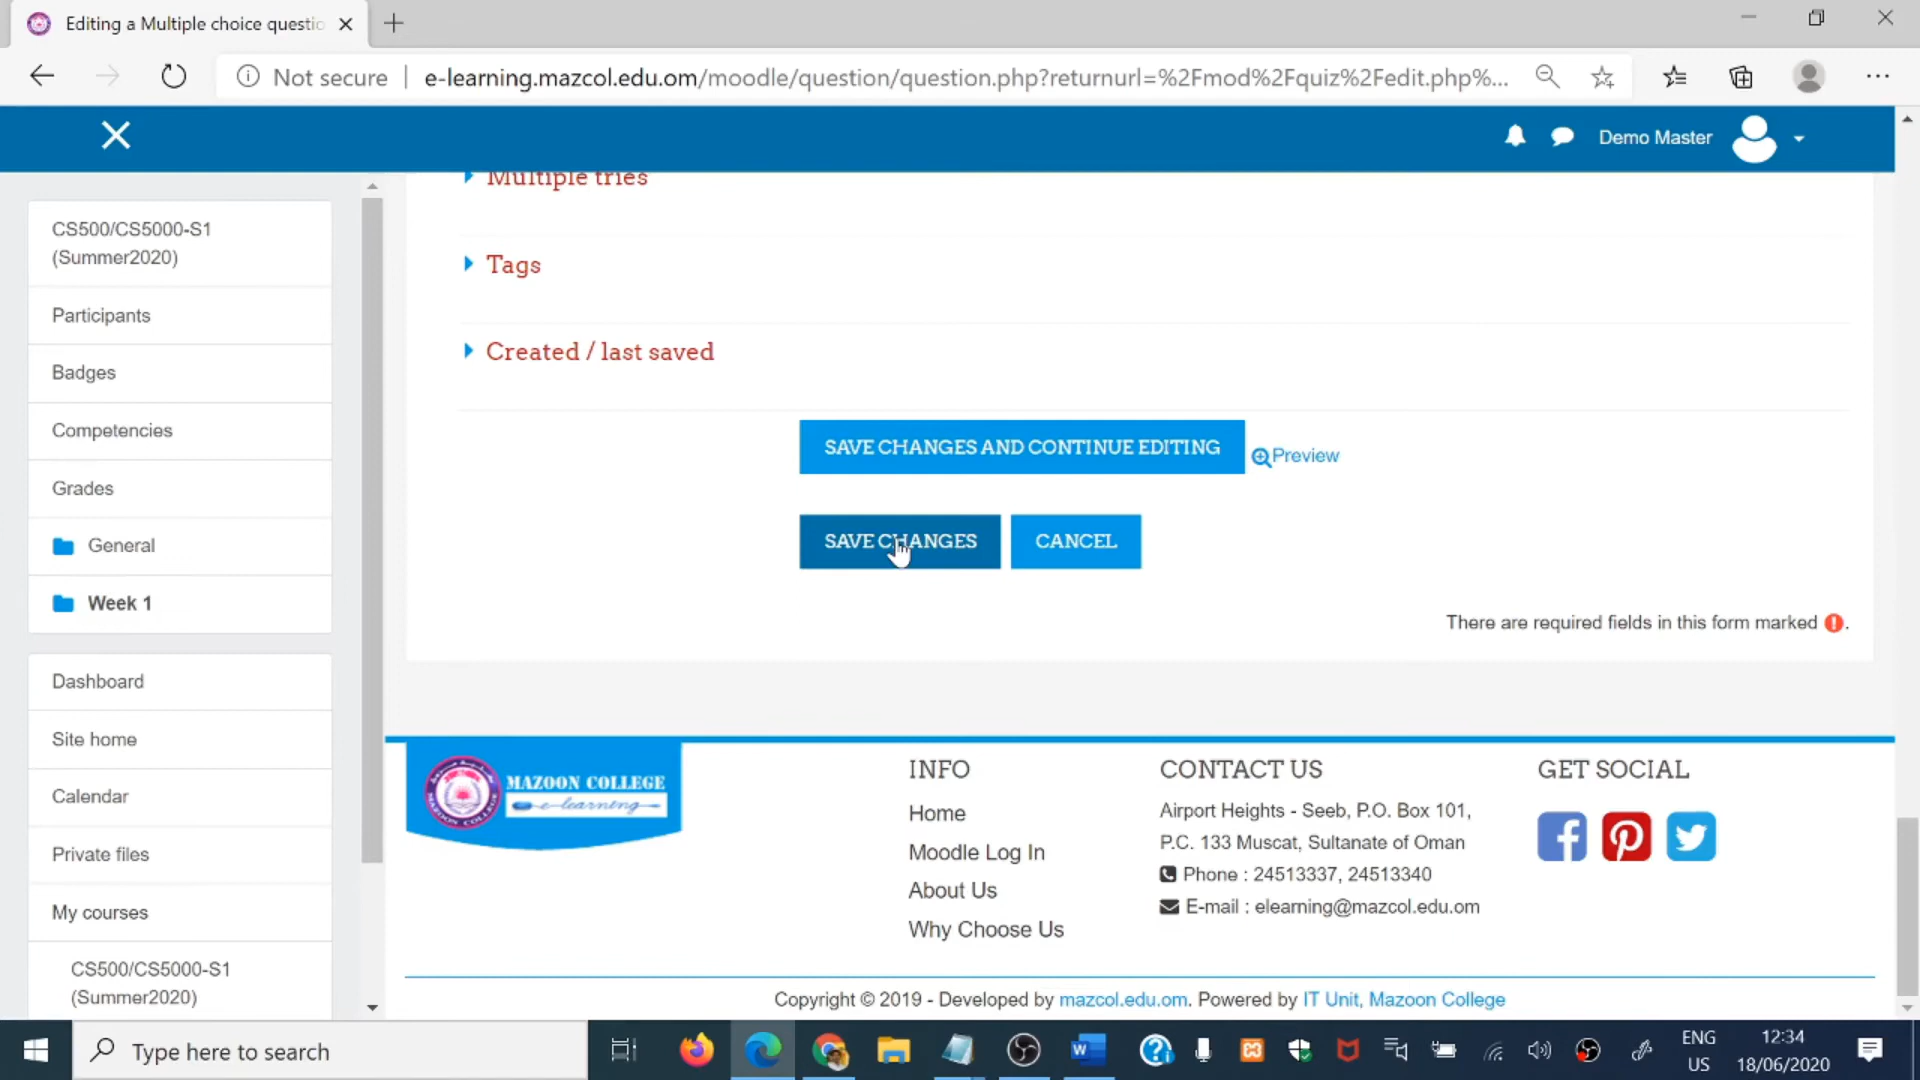 Editing a Multiple choice questio
Not secure
e-learning.mazcol.edu.om/moodle/question/question.php?returnurl=%2Fmod%2Fquiz%2Fedit.php%...
Demo Master
CS500/CS5000-S1
(Summer2020)
Participants
Badges
Competencies
Grades
General
Week 1
Dashboard
Site home
Calendar
Private files
My courses
CS500/CS5000-S1
(Summer2020)
Multiple tries
Tags
Created / last saved
SAVE CHANGES AND CONTINUE EDITING
Preview
SAVE CHANGES
CANCEL
There are required fields in this form marked .
MAZOON COLLEGE
e-learning
INFO
Home
Moodle Log In
About Us
Why Choose Us
CONTACT US
Airport Heights - Seeb, P.O. Box 101,
P.C. 133 Muscat, Sultanate of Oman
Phone : 24513337, 24513340
E-mail : elearning@mazcol.edu.om
GET SOCIAL
Copyright © 2019 - Developed by mazcol.edu.om. Powered by IT Unit, Mazoon College
Type here to search
ENG
US
12:34
18/06/2020